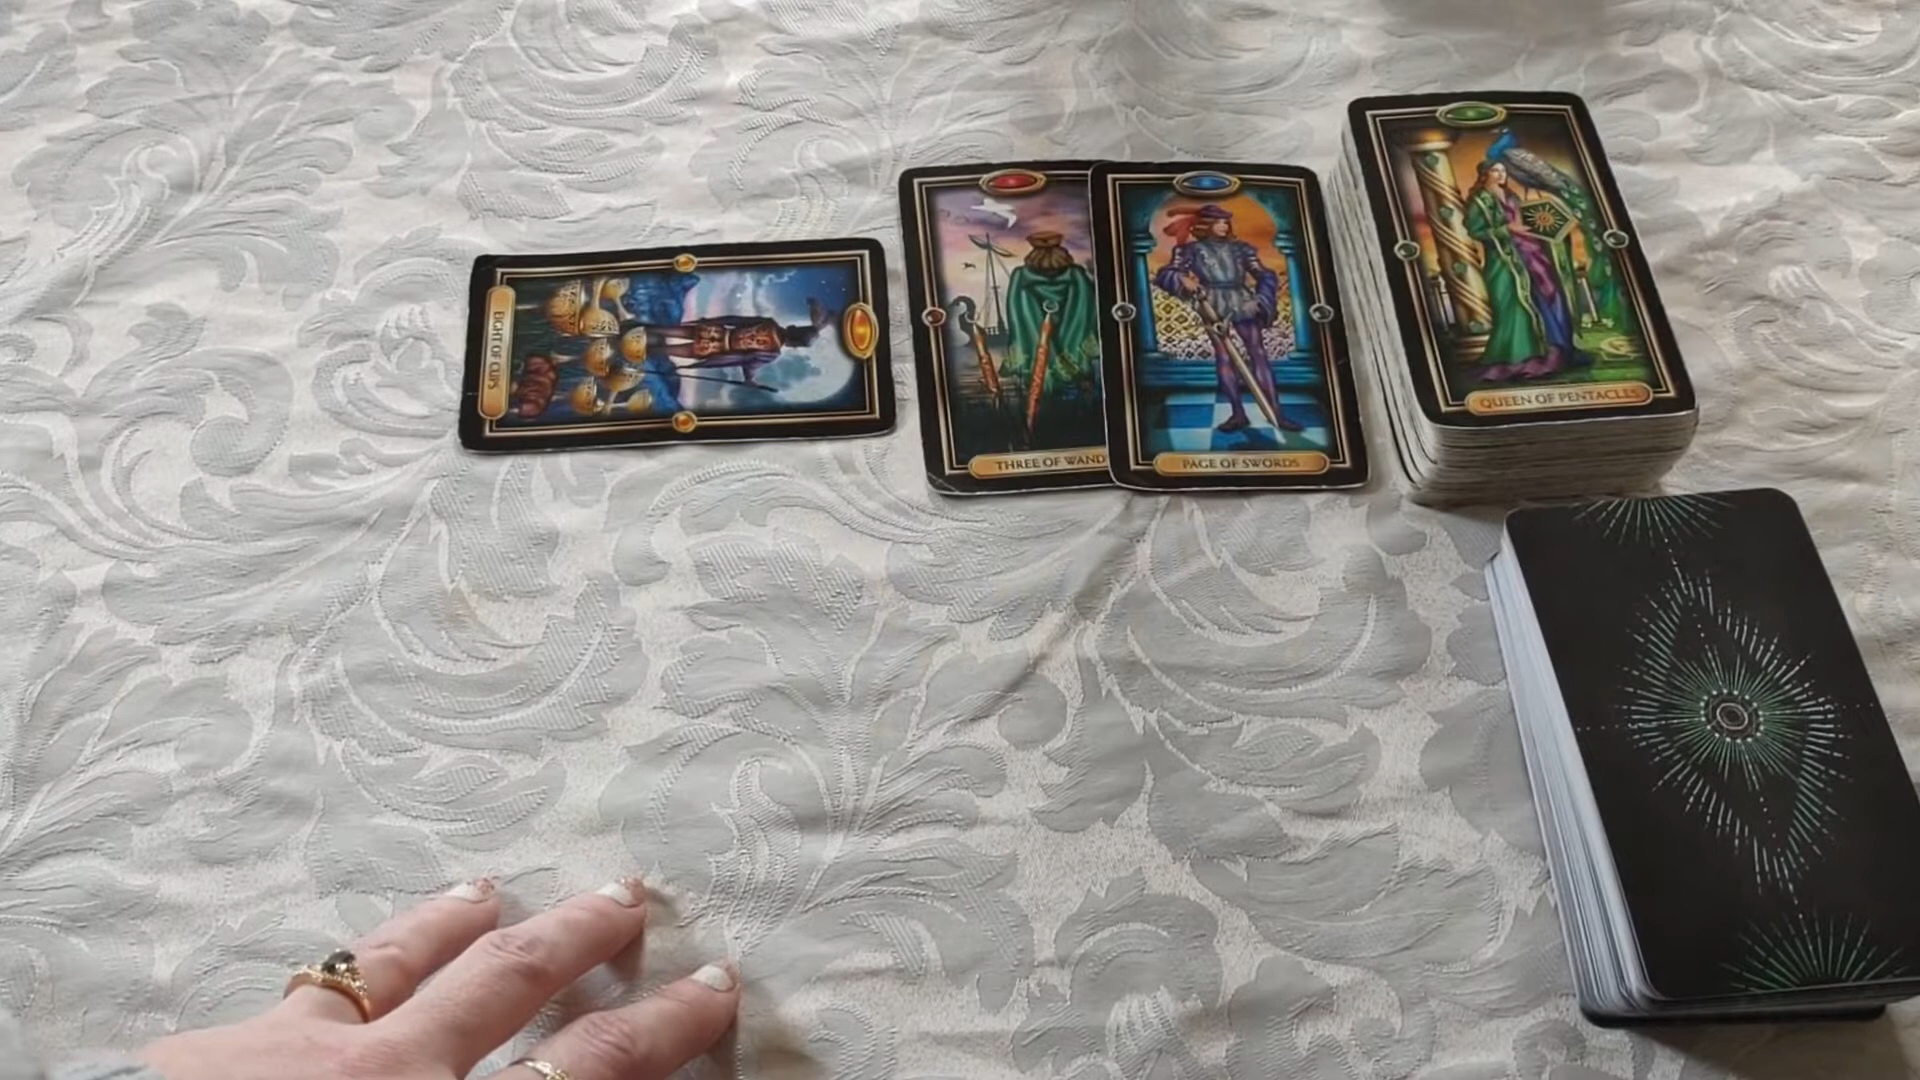 EIGHT OF CUPS
THREE OF WAND
PAGE OF SWORDS
QUEEN OF PENTACLES